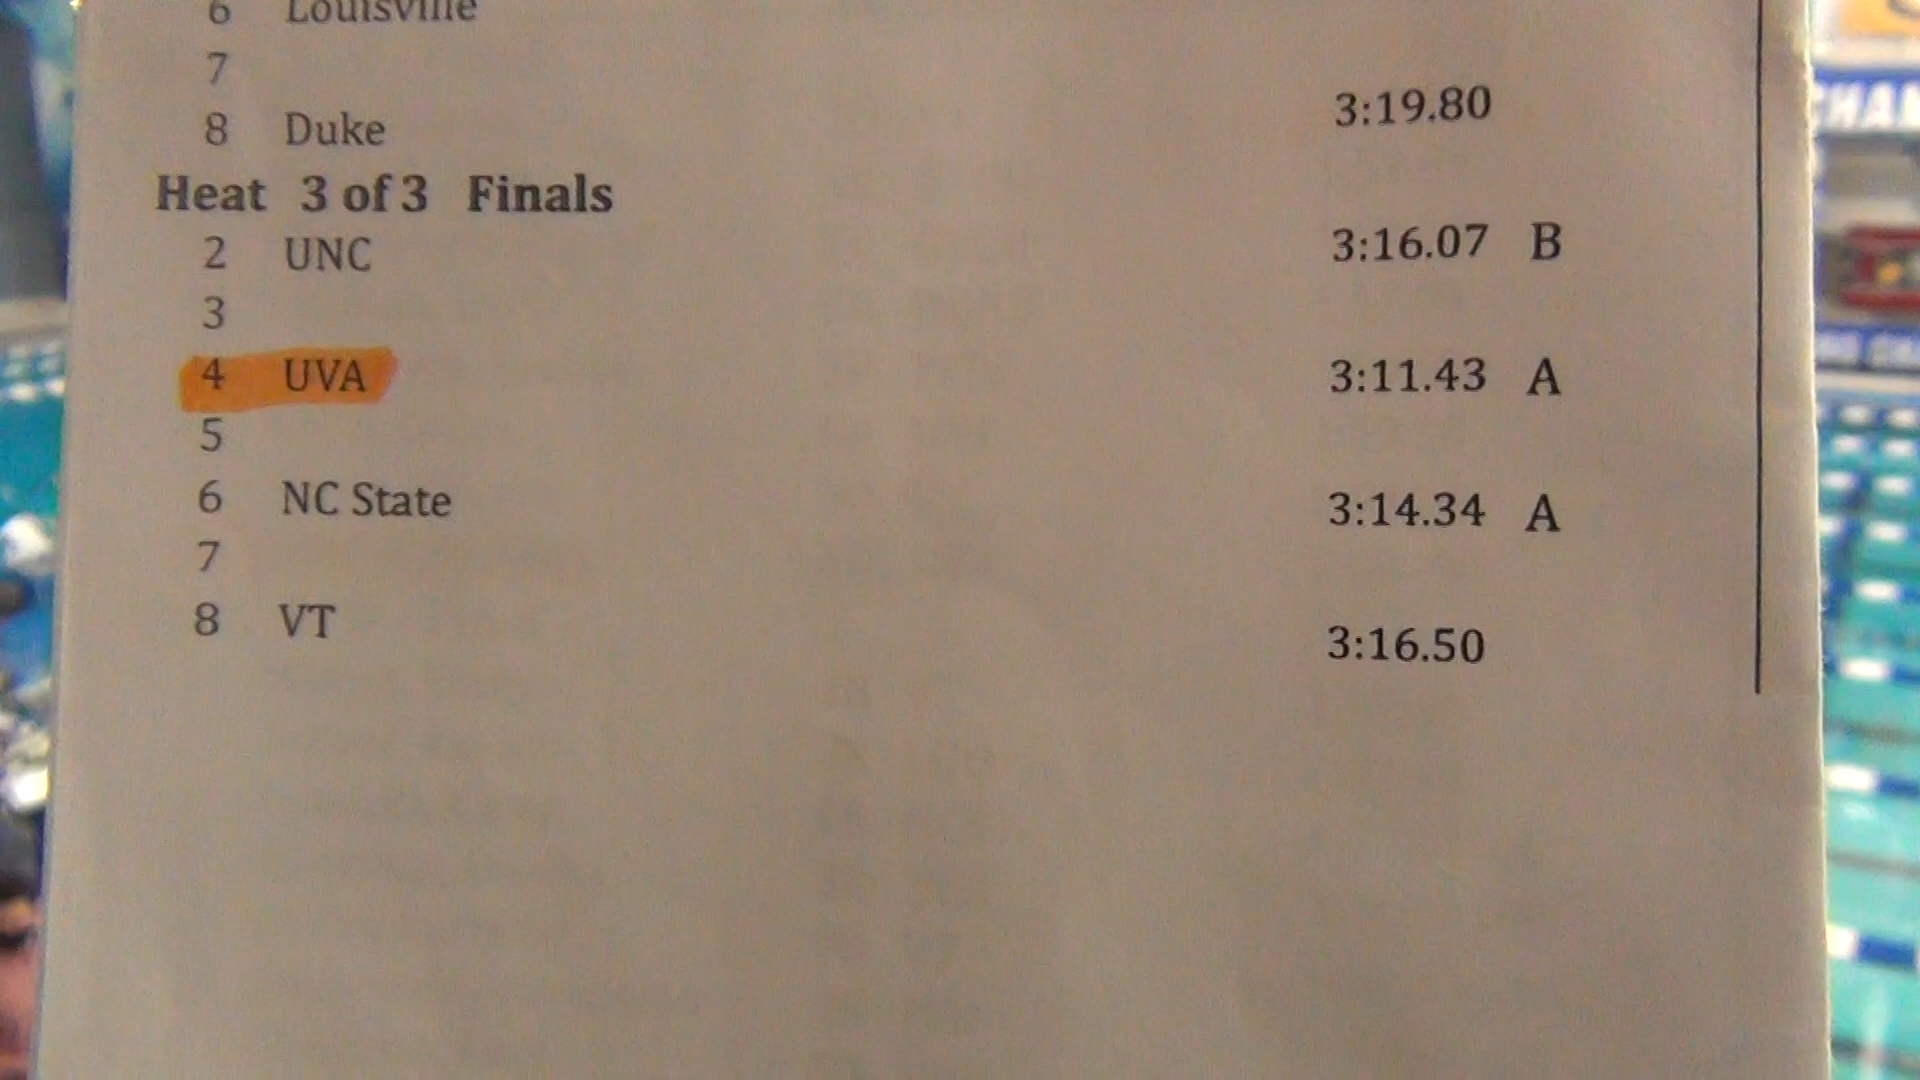 6 Louisville
7
8 Duke 3:19.80
Heat 3 of 3 Finals
2 UNC 3:16.07 B
3
4 UVA 3:11.43 A
5
6 NC State 3:14.34 A
7
8 VT 3:16.50
CHAM